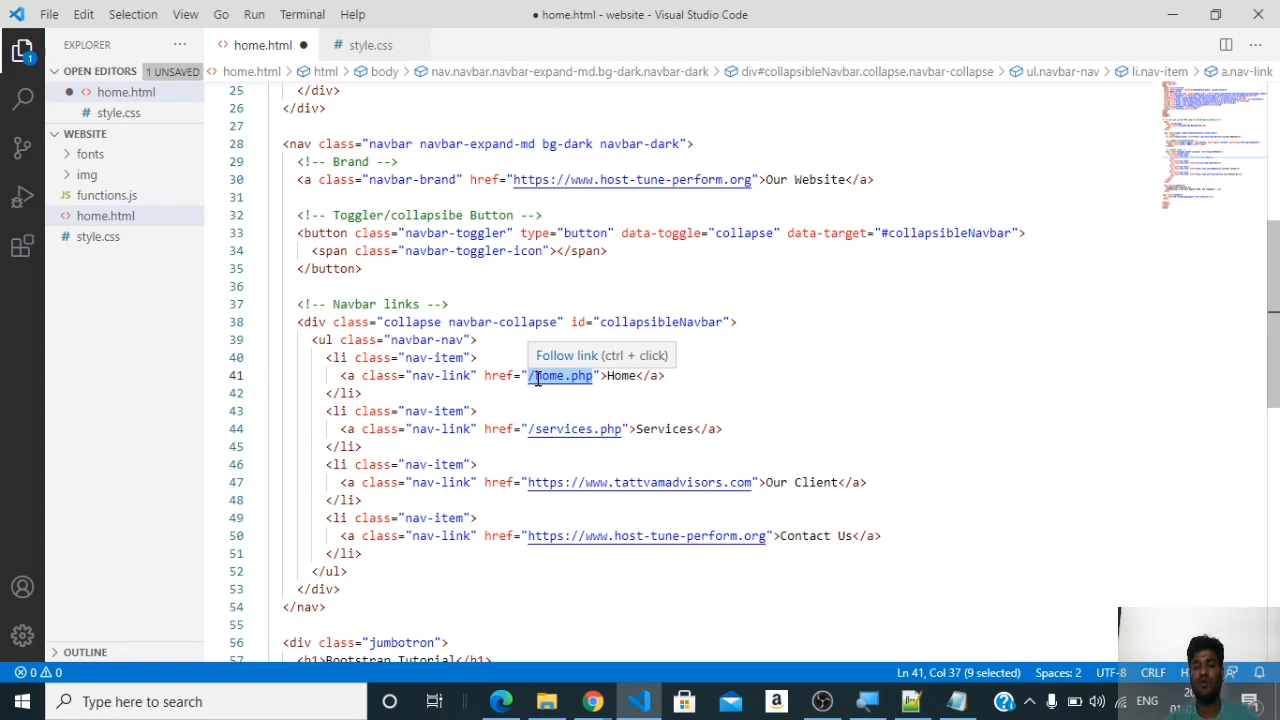 File Edit Selection View Go Run Terminal Help
● home.html - website - Visual Studio Code
EXPLORER
OPEN EDITORS 1 UNSAVED
home.html
style.css
WEBSITE
img
functions.js
home.html
style.css
OUTLINE
home.html
style.css
home.html > html > body > nav.navbar.navbar-expand-md.bg-dark.navbar-dark > div#collapsibleNavbar.collapse.navbar-collapse > ul.navbar-nav > li.nav-item > a.nav-link
25 </div>
26 </div>
27
28 <nav class="navbar navbar-expand-md bg-dark navbar-dark">
29 <!-- Brand -->
30 <a class="navbar-brand" href="https://www.host-tune-perform.org">Our Website</a>
31
32 <!-- Toggler/collapsibe Button -->
33 <button class="navbar-toggler" type="button" data-toggle="collapse" data-target="#collapsibleNavbar">
34 <span class="navbar-toggler-icon"></span>
35 </button>
36
37 <!-- Navbar links -->
38 <div class="collapse navbar-collapse" id="collapsibleNavbar">
39 <ul class="navbar-nav">
40 <li class="nav-item">
Follow link (ctrl + click)
41 <a class="nav-link" href="/home.php">Home</a>
42 </li>
43 <li class="nav-item">
44 <a class="nav-link" href="/services.php">Services</a>
45 </li>
46 <li class="nav-item">
47 <a class="nav-link" href="https://www.tattvamadvisors.com">Our Client</a>
48 </li>
49 <li class="nav-item">
50 <a class="nav-link" href="https://www.host-tune-perform.org">Contact Us</a>
51 </li>
52 </ul>
53 </div>
54 </nav>
55
56 <div class="jumbotron">
57 <h1>Bootstrap Tutorial</h1>
0 0 Ln 41, Col 37 (9 selected) Spaces: 2 UTF-8 CRLF
Type here to search
ENG